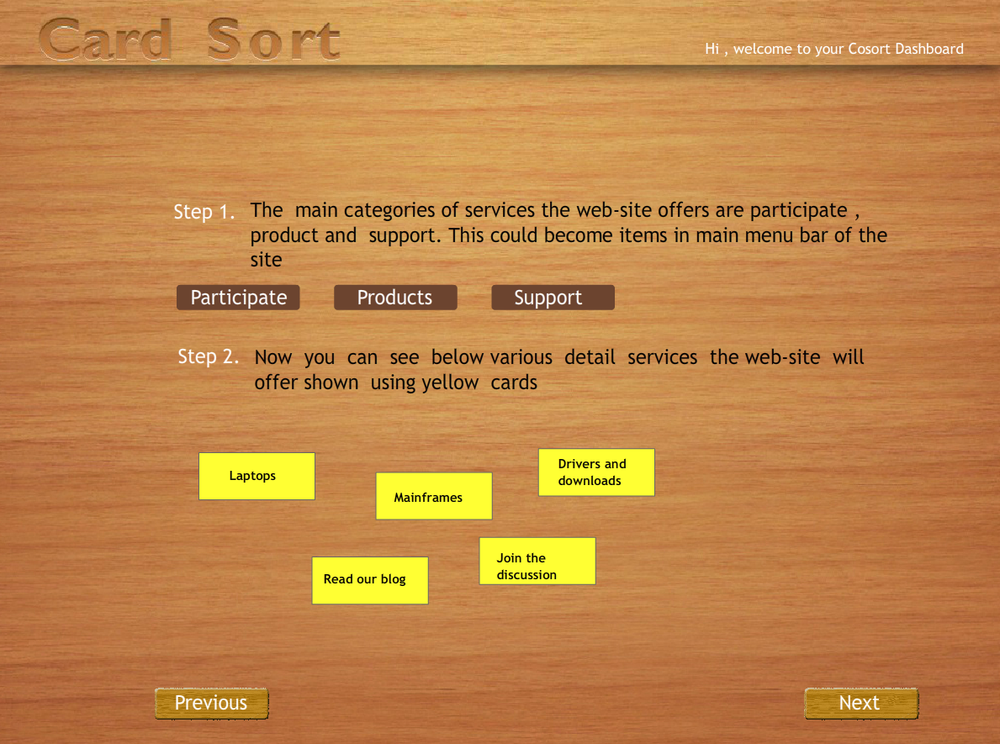 Card Sort
Hi , welcome to your Cosort Dashboard
Step 1.
The main categories of services the web-site offers are participate ,
product and support. This could become items in main menu bar of the
site
Participate
Products
Support
Step 2.
Now you can see below various detail services the web-site will
offer shown using yellow cards
Laptops
Mainframes
Drivers and
downloads
Read our blog
Join the
discussion
Previous
Next